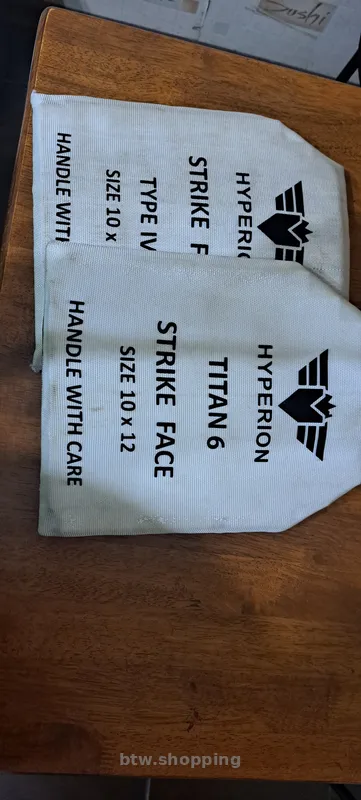 Sushi
HYPERION
STRIKE F
TYPE IV
SIZE 10 x
HANDLE WITH
HYPERION
TITAN 6
STRIKE FACE
SIZE 10 x 12
HANDLE WITH CARE
btw.shopping